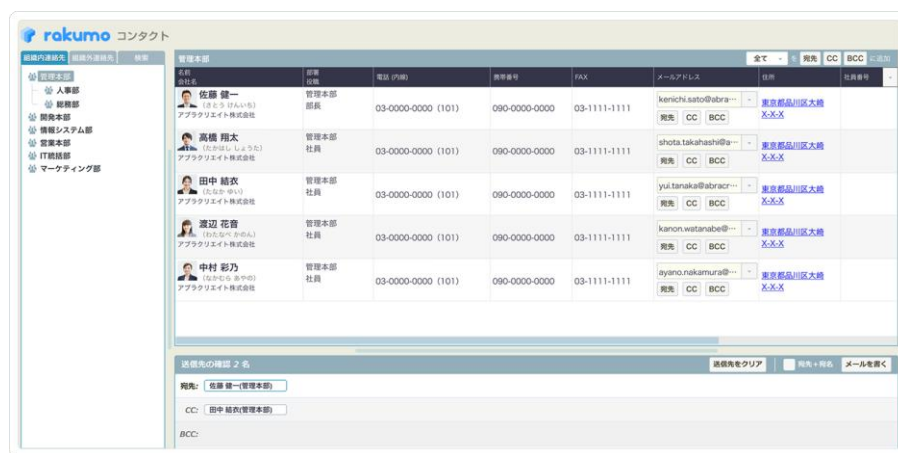 rakumo コンタクト
組織内連絡先 組織外連絡先 検索
管理本部
人事部
総務部
開発本部
情報システム部
営業本部
IT統括部
マーケティング部
管理本部 全て を 宛先 CC BCC に追加
名前 部署 電話 (内線) 携帯番号 FAX メールアドレス 住所 社員番号
会社名 役職
佐藤 健一 管理本部
(さとう けんいち) 部長
アブラクリエイト株式会社
03-0000-0000 (101) 090-0000-0000 03-1111-1111
kenichi.sato@abra…
宛先 CC BCC
東京都品川区大崎
X-X-X
高橋 翔太 管理本部
(たかはし しょうた) 社員
アブラクリエイト株式会社
03-0000-0000 (101) 090-0000-0000 03-1111-1111
shota.takahashi@a…
宛先 CC BCC
東京都品川区大崎
X-X-X
田中 結衣 管理本部
(たなか ゆい) 社員
アブラクリエイト株式会社
03-0000-0000 (101) 090-0000-0000 03-1111-1111
yui.tanaka@abracr…
宛先 CC BCC
東京都品川区大崎
X-X-X
渡辺 花音 管理本部
(わたなべ かのん) 社員
アブラクリエイト株式会社
03-0000-0000 (101) 090-0000-0000 03-1111-1111
kanon.watanabe@…
宛先 CC BCC
東京都品川区大崎
X-X-X
中村 彩乃 管理本部
(なかむら あやの) 社員
アブラクリエイト株式会社
03-0000-0000 (101) 090-0000-0000 03-1111-1111
ayano.nakamura@…
宛先 CC BCC
東京都品川区大崎
X-X-X
送信先の確認 2 名 送信先をクリア 宛先+宛名 メールを書く
宛先: 佐藤 健一(管理本部)
CC: 田中 結衣(管理本部)
BCC: